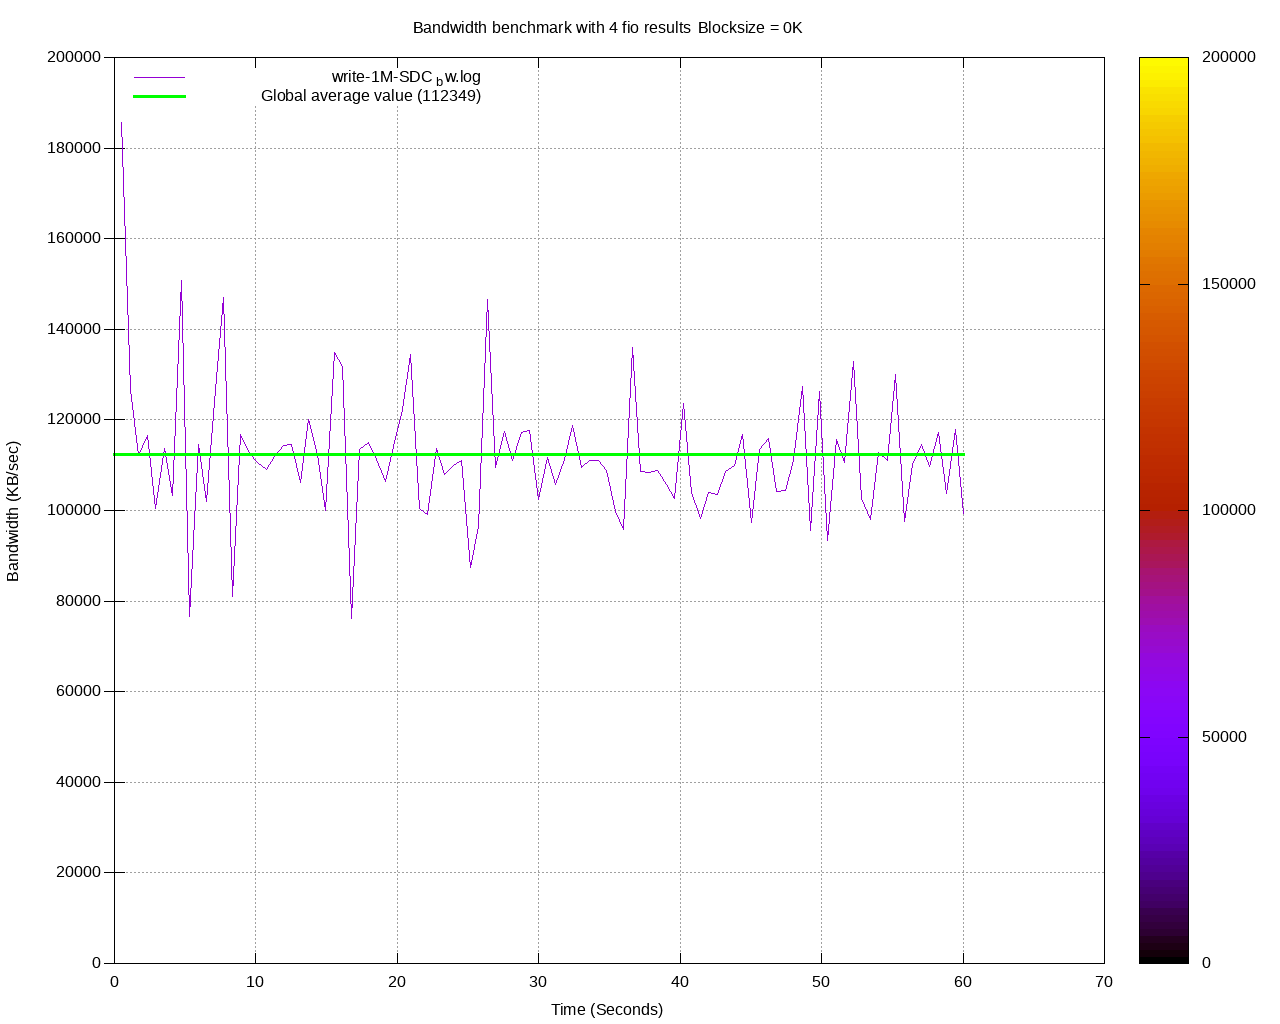 Bandwidth benchmark with 4 fio results Blocksize = 0K
write-1M-SDC bw.log
Global average value (112349)
200000
180000
160000
140000
120000
100000
80000
60000
40000
20000
0
Bandwidth (KB/sec)
0 10 20 30 40 50 60 70
Time (Seconds)
200000
150000
100000
50000
0